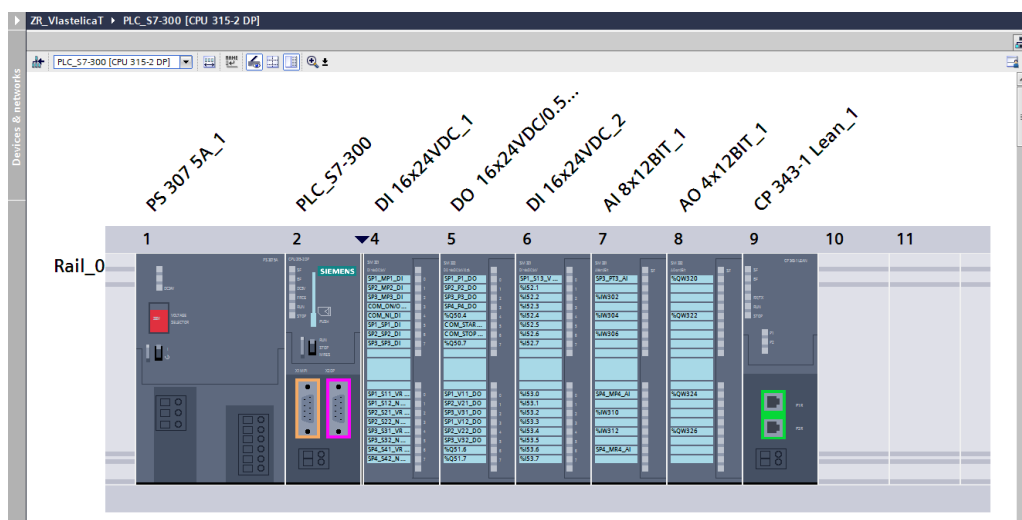 ZR_VlastelicaT ▸ PLC_S7-300 [CPU 315-2 DP]
PLC_S7-300 [CPU 315-2 DP]
Devices & networks
PS 307 5A_1
PLC_S7-300
DI 16x24VDC_1
DO 16x24VDC/0.5...
DI 16x24VDC_2
AI 8x12BIT_1
AO 4x12BIT_1
CP 343-1 Lean_1
1 2 4 5 6 7 8 9 10 11
Rail_0
SIEMENS
SP1_MP1_DI
SP2_MP2_DI
SP3_MP3_DI
COM_ON/O...
COM_NI_DI
SP1_SP1_DI
SP2_SP2_DI
SP3_SP3_DI
SP1_S11_VR ...
SP1_S12_N...
SP2_S21_VR ...
SP2_S22_N...
SP3_S31_VR ...
SP3_S32_N...
SP4_S41_VR ...
SP4_S42_N...
SP1_P1_DO
SP2_P2_DO
SP3_P3_DO
SP4_P4_DO
%Q50.4
COM_STAR...
COM_STOP ...
%Q50.7
SP1_V11_DO
SP2_V21_DO
SP3_V31_DO
SP1_V12_DO
SP2_V22_DO
SP3_V32_DO
%Q51.6
%Q51.7
SP1_S13_V ...
%I52.1
%I52.2
%I52.3
%I52.4
%I52.5
%I52.6
%I52.7
%I53.0
%I53.1
%I53.2
%I53.3
%I53.4
%I53.5
%I53.6
%I53.7
SP3_PT3_AI
%IW302
%IW304
%IW306
SP4_MP4_AI
%IW310
%IW312
SP4_MR4_AI
%QW320
%QW322
%QW324
%QW326